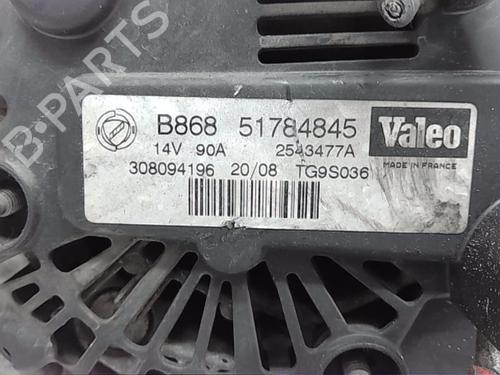 B-PARTS
B868 51784845 Valeo
14V 90A 2543477A MADE IN FRANCE
308094196 20/08 TG9S036